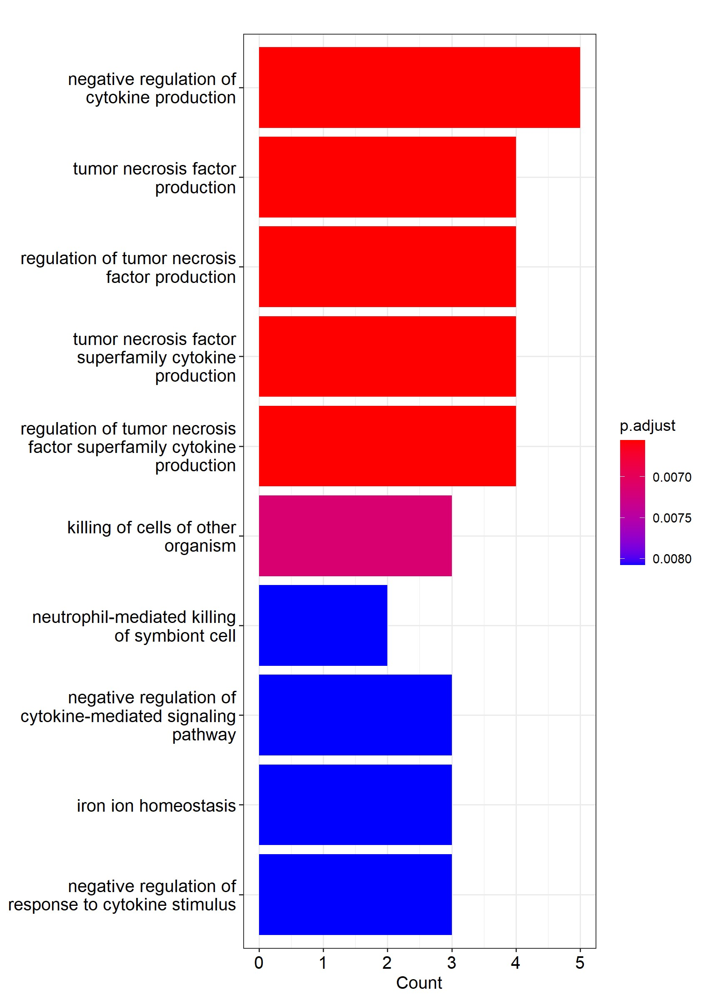 negative regulation of
cytokine production
tumor necrosis factor
production
regulation of tumor necrosis
factor production
tumor necrosis factor
superfamily cytokine
production
regulation of tumor necrosis
factor superfamily cytokine
production
killing of cells of other
organism
neutrophil-mediated killing
of symbiont cell
negative regulation of
cytokine-mediated signaling
pathway
iron ion homeostasis
negative regulation of
response to cytokine stimulus
0 1 2 3 4 5
Count
p.adjust
0.0070
0.0075
0.0080